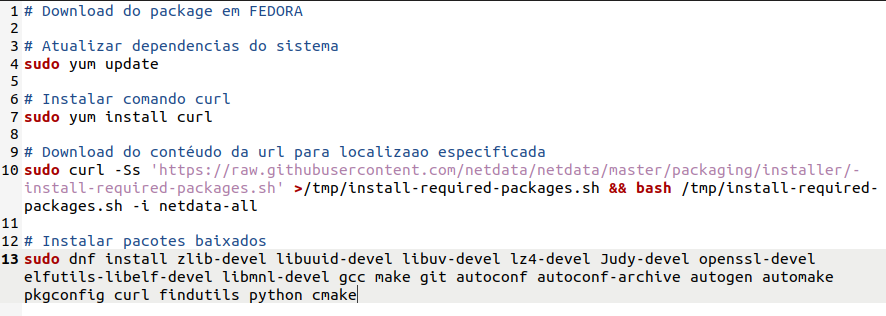 1 # Download do package em FEDORA
2
3 # Atualizar dependencias do sistema
4 sudo yum update
5
6 # Instalar comando curl
7 sudo yum install curl
8
9 # Download do contéudo da url para localizaao especificada
10 sudo curl -Ss 'https://raw.githubusercontent.com/netdata/netdata/master/packaging/installer/-
install-required-packages.sh' >/tmp/install-required-packages.sh && bash /tmp/install-required-
packages.sh -i netdata-all
11
12 # Instalar pacotes baixados
13 sudo dnf install zlib-devel libuuid-devel libuv-devel lz4-devel Judy-devel openssl-devel
elfutils-libelf-devel libmnl-devel gcc make git autoconf autoconf-archive autogen automake
pkgconfig curl findutils python cmake